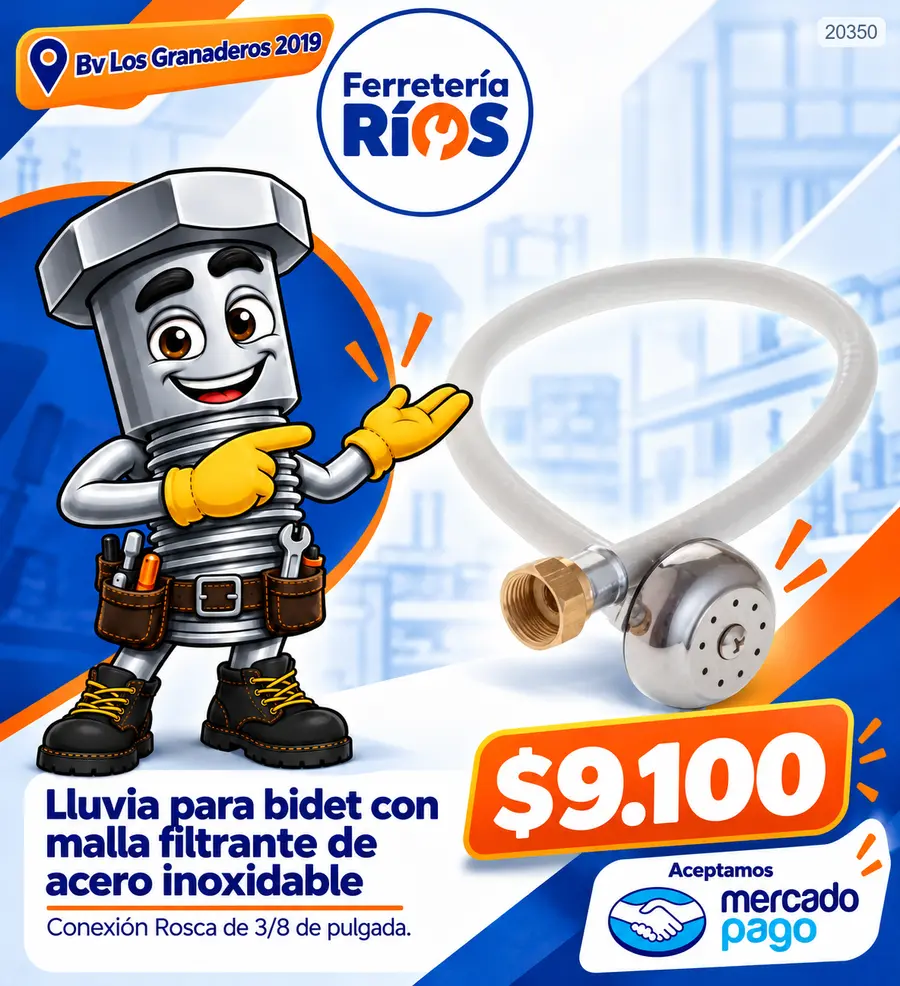 Bv Los Granaderos 2019
Ferretería
RÍOS
20350
$9.100
Lluvia para bidet con
malla filtrante de
acero inoxidable
Conexión Rosca de 3/8 de pulgada.
Aceptamos
mercado
pago